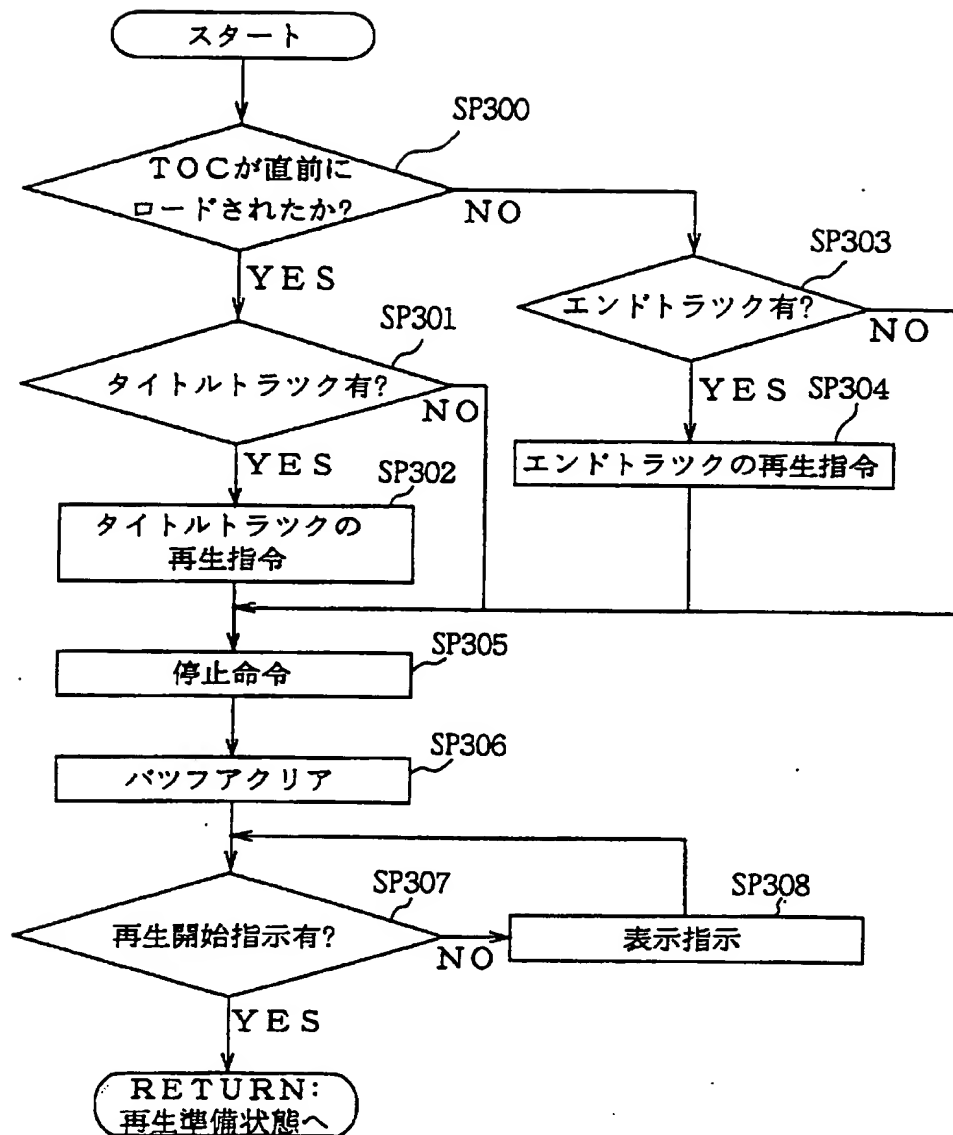 スタート
SP300
TOCが直前に
ロードされたか?
NO
YES
SP303
エンドトラック有?
NO
SP301
タイトルトラツク有?
NO
YES
SP304
エンドトラックの再生指令
YES
SP302
タイトルトラックの
再生指令
SP305
停止命令
SP306
バツフアクリア
SP307
再生開始指示有?
NO
SP308
表示指示
YES
RETURN:
再生準備状態へ